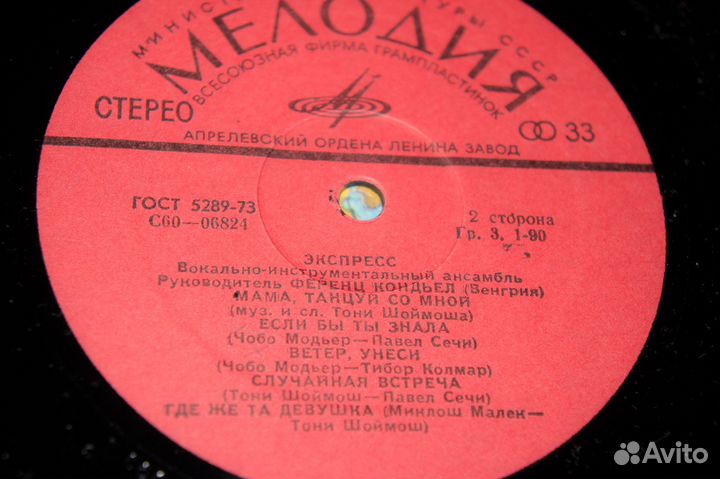 МИНИСТ УРЫ СССР
МЕЛОДИЯ
ВСЕСОЮЗНАЯ ФИРМА ГРАМПЛАСТИНОК
СТЕРЕО
33
АПРЕЛЕВСКИЙ ОРДЕНА ЛЕНИНА ЗАВОД
ГОСТ 5289-73
С60—06824
2 сторона
Гр. 3. 1-90
ЭКСПРЕСС
Вокально-инструментальный ансамбль
Руководитель ФЕРЕНЦ КОНДЬЕЛ (Венгрия)
МАМА, ТАНЦУЙ СО МНОЙ
(муз. и сл. Тони Шоймоша)
ЕСЛИ БЫ ТЫ ЗНАЛА
(Чобо Модьер—Павел Сечи)
ВЕТЕР, УНЕСИ
(Чобо Модьер—Тибор Колмар)
СЛУЧАЙНАЯ ВСТРЕЧА
(Тони Шоймош—Павел Сечи)
ГДЕ ЖЕ ТА ДЕВУШКА (Миклош Малек—
Тони Шоймош)
Avito